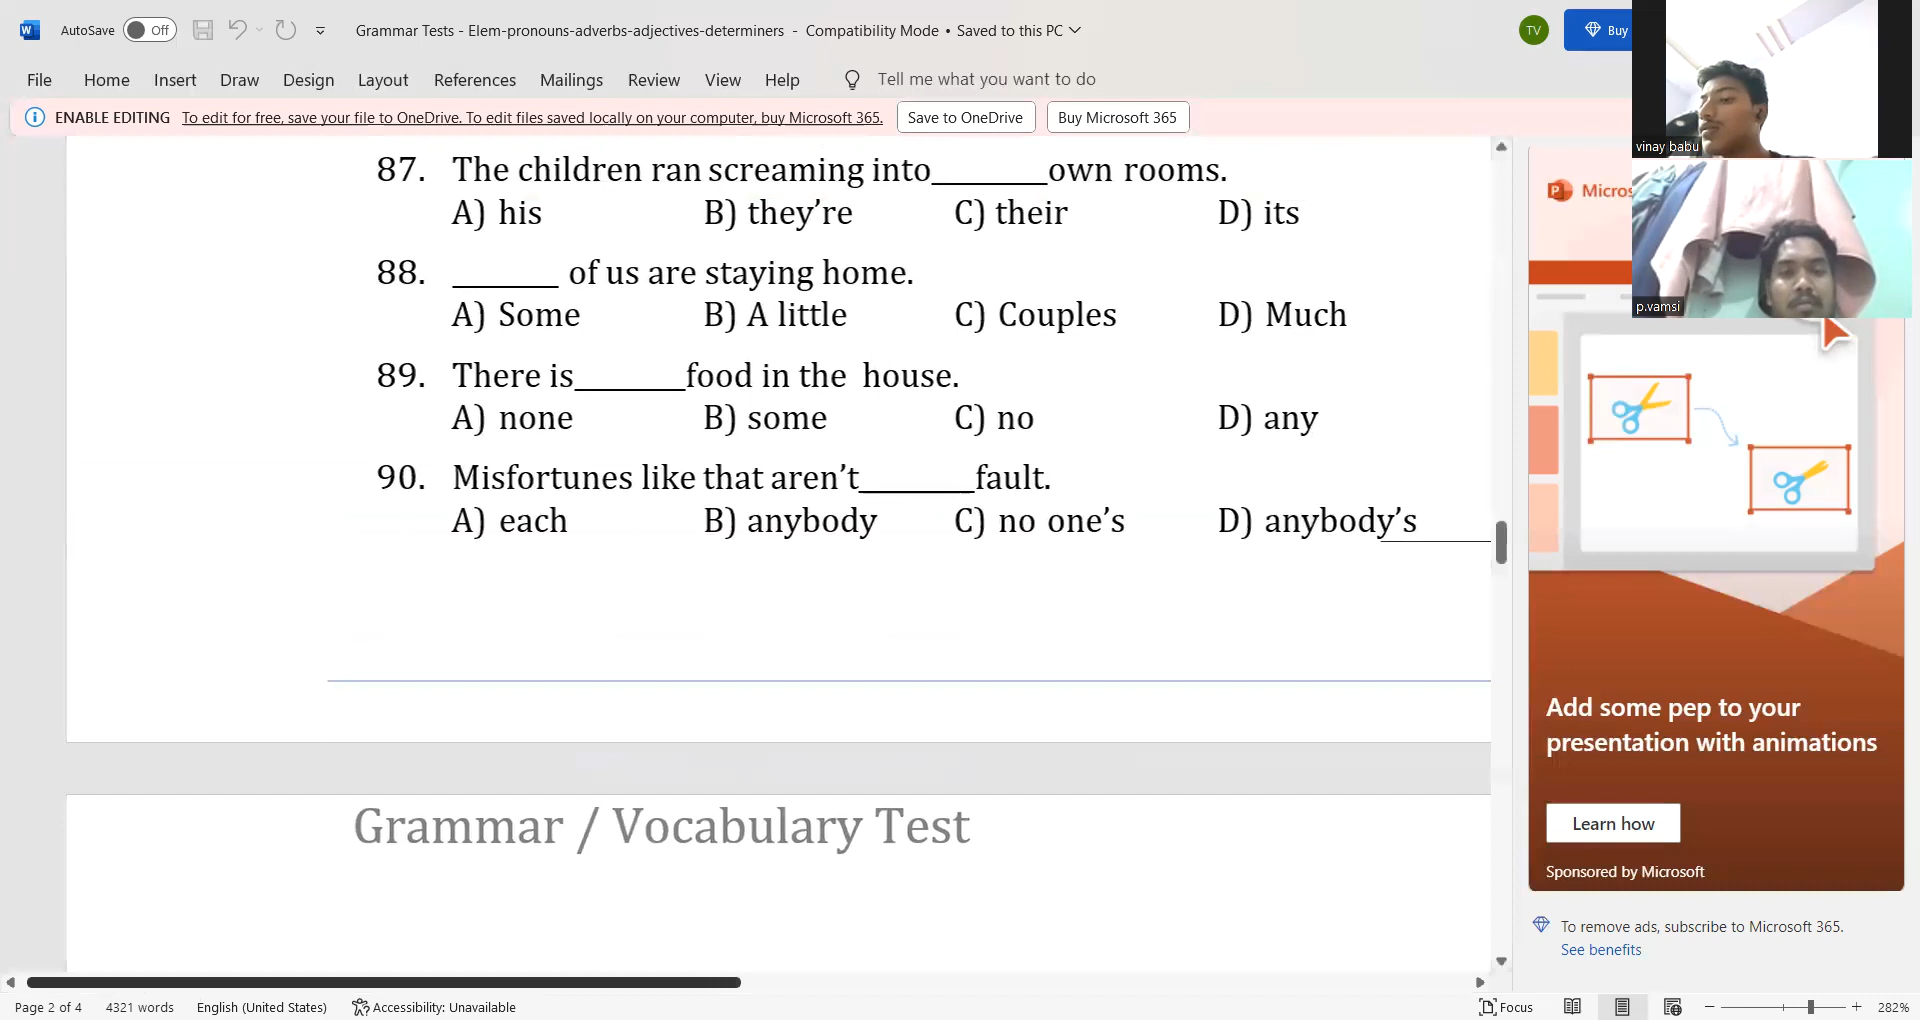 AutoSave Off Grammar Tests - Elem-pronouns-adverbs-adjectives-determiners - Compatibility Mode • Saved to this PC TV Buy
File Home Insert Draw Design Layout References Mailings Review View Help Tell me what you want to do
ENABLE EDITING To edit for free, save your file to OneDrive. To edit files saved locally on your computer, buy Microsoft 365. Save to OneDrive Buy Microsoft 365
vinay babu
p.vamsi
87. The children ran screaming into________own rooms.
A) his B) they’re C) their D) its
88. ________ of us are staying home.
A) Some B) A little C) Couples D) Much
89. There is________food in the house.
A) none B) some C) no D) any
90. Misfortunes like that aren’t________fault.
A) each B) anybody C) no one’s D) anybody’s
Grammar / Vocabulary Test
Micros
Add some pep to your
presentation with animations
Learn how
Sponsored by Microsoft
To remove ads, subscribe to Microsoft 365.
See benefits
Page 2 of 4 4321 words English (United States) Accessibility: Unavailable Focus 282%